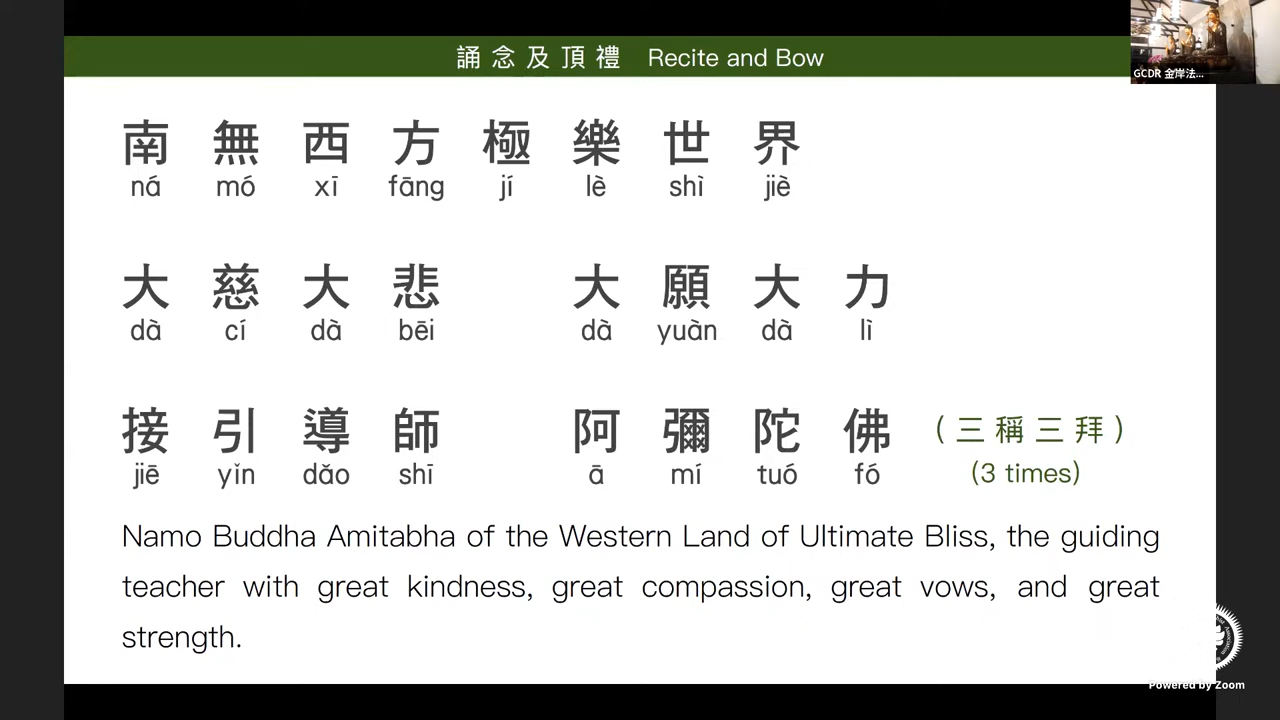 誦念及頂禮 Recite and Bow
GCDR 金岸法...
南 無 西 方 極 樂 世 界
ná mó xī fāng jí lè shì jiè
大 慈 大 悲 大 願 大 力
dà cí dà bēi dà yuàn dà lì
接 引 導 師 阿 彌 陀 佛 (三稱三拜)
jiē yǐn dǎo shī ā mí tuó fó (3 times)
Namo Buddha Amitabha of the Western Land of Ultimate Bliss, the guiding
teacher with great kindness, great compassion, great vows, and great
strength.
Powered by Zoom